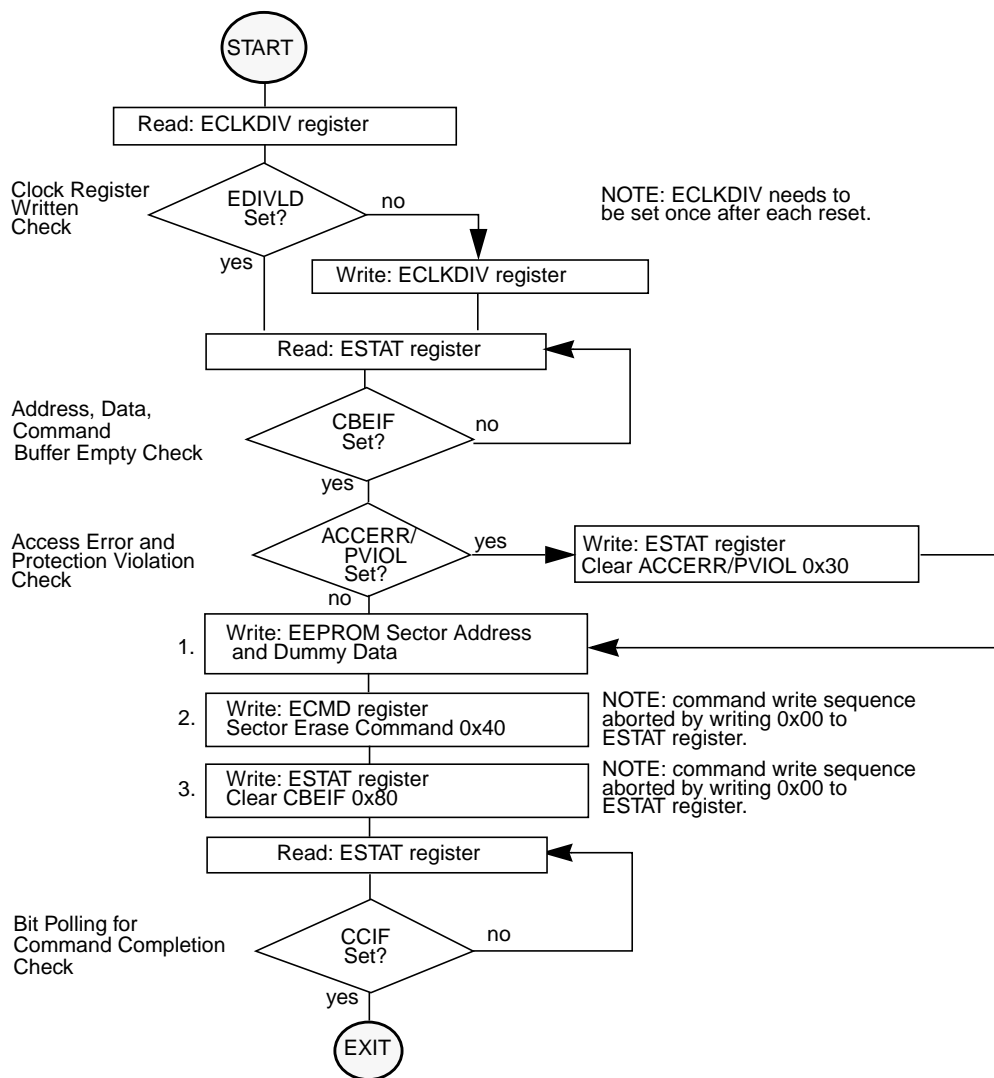 START
Read: ECLKDIV register
Clock Register
Written
Check
EDIVLD
Set?
no
yes
NOTE: ECLKDIV needs to
be set once after each reset.
Write: ECLKDIV register
Read: ESTAT register
Address, Data,
Command
Buffer Empty Check
CBEIF
Set?
no
yes
Access Error and
Protection Violation
Check
ACCERR/
PVIOL
Set?
yes
no
Write: ESTAT register
Clear ACCERR/PVIOL 0x30
1.
Write: EEPROM Sector Address
and Dummy Data
2.
Write: ECMD register
Sector Erase Command 0x40
NOTE: command write sequence
aborted by writing 0x00 to
ESTAT register.
3.
Write: ESTAT register
Clear CBEIF 0x80
NOTE: command write sequence
aborted by writing 0x00 to
ESTAT register.
Read: ESTAT register
Bit Polling for
Command Completion
Check
CCIF
Set?
no
yes
EXIT